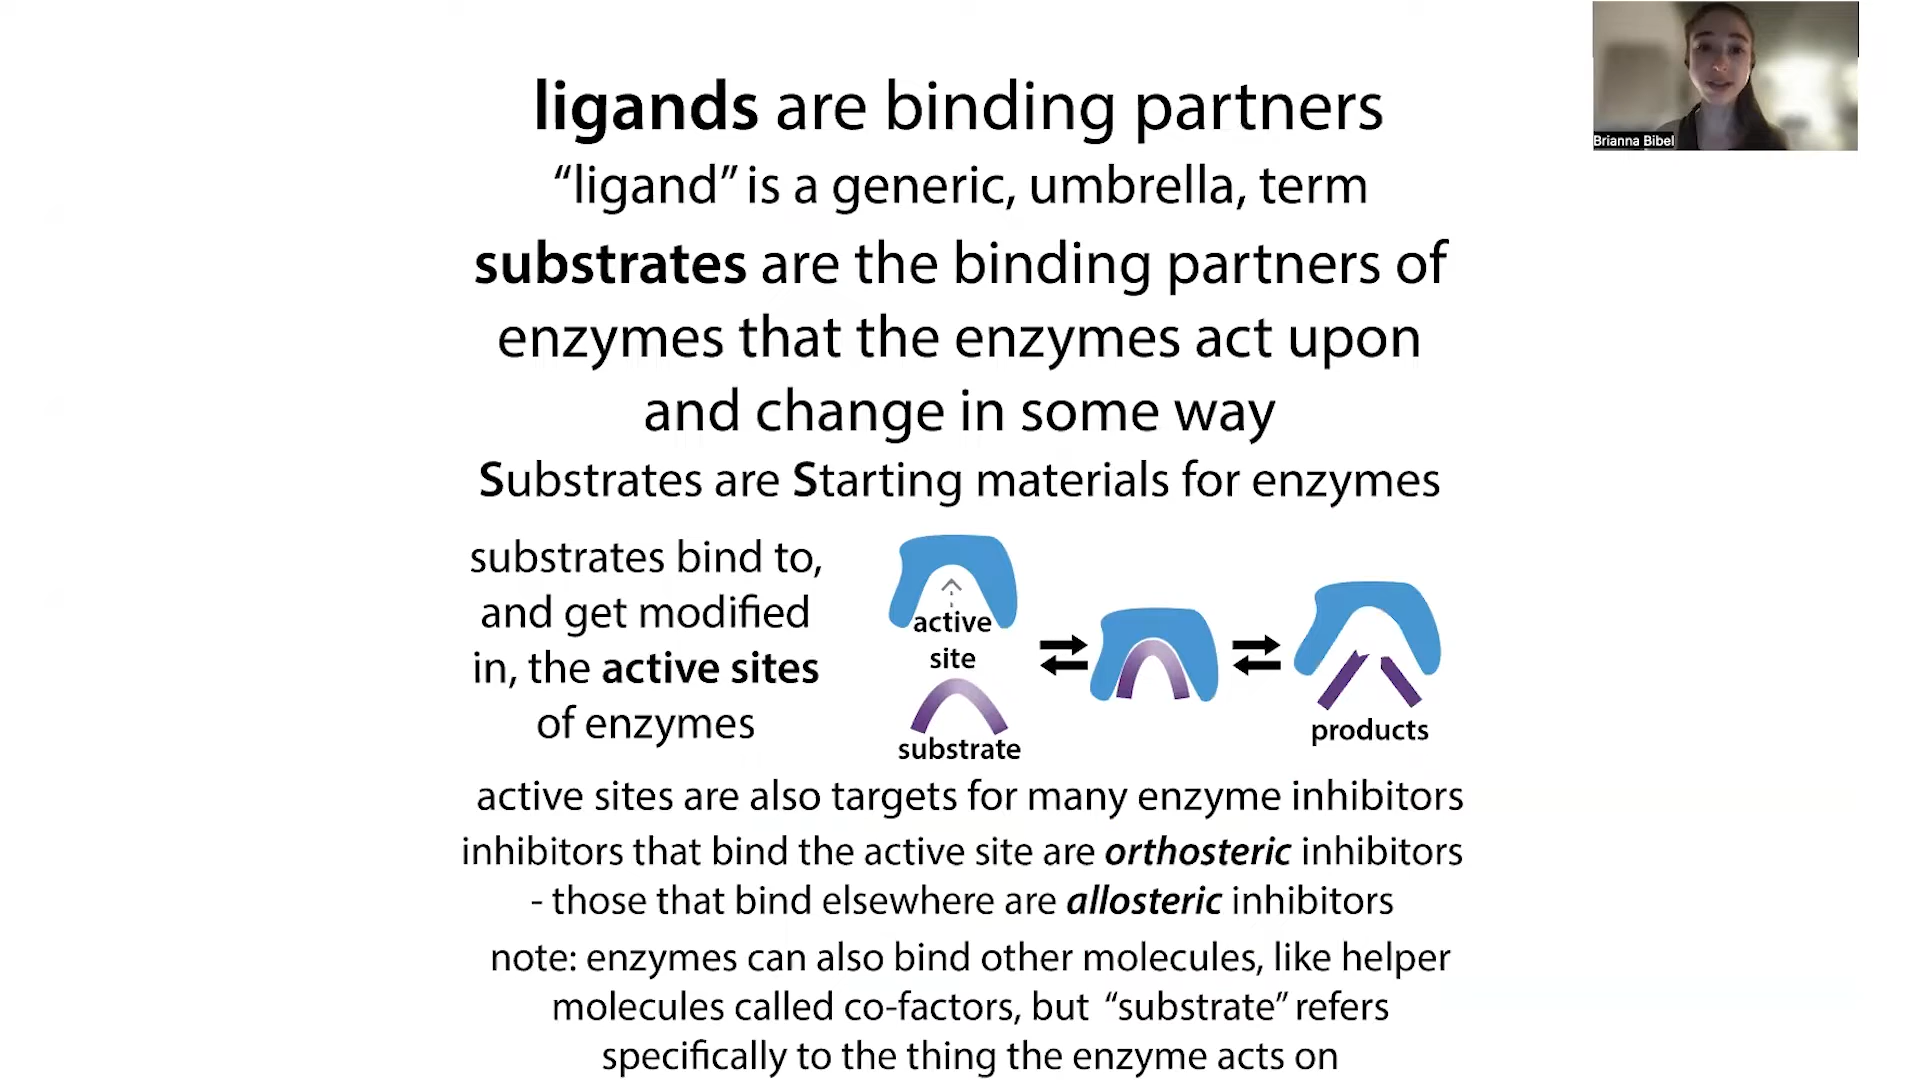 ligands are binding partners
“ligand” is a generic, umbrella, term
substrates are the binding partners of
enzymes that the enzymes act upon
and change in some way
Substrates are Starting materials for enzymes
substrates bind to,
and get modified
in, the active sites
of enzymes
active
site
substrate
products
active sites are also targets for many enzyme inhibitors
inhibitors that bind the active site are orthosteric inhibitors
- those that bind elsewhere are allosteric inhibitors
note: enzymes can also bind other molecules, like helper
molecules called co-factors, but “substrate” refers
specifically to the thing the enzyme acts on
Brianna Bibel